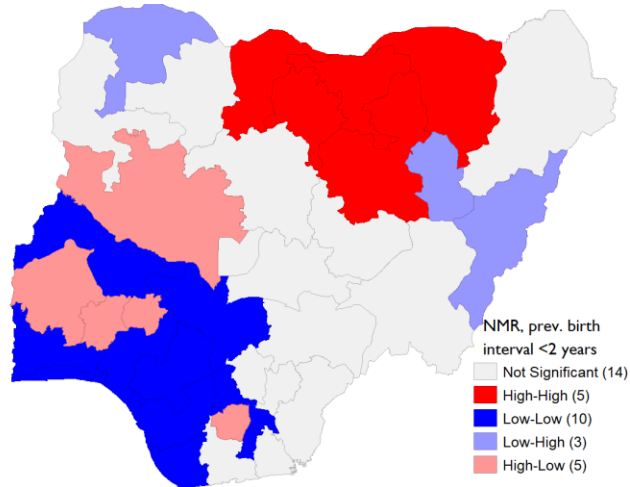 NMR, prev. birth
interval <2 years
Not Significant (14)
High-High (5)
Low-Low (10)
Low-High (3)
High-Low (5)